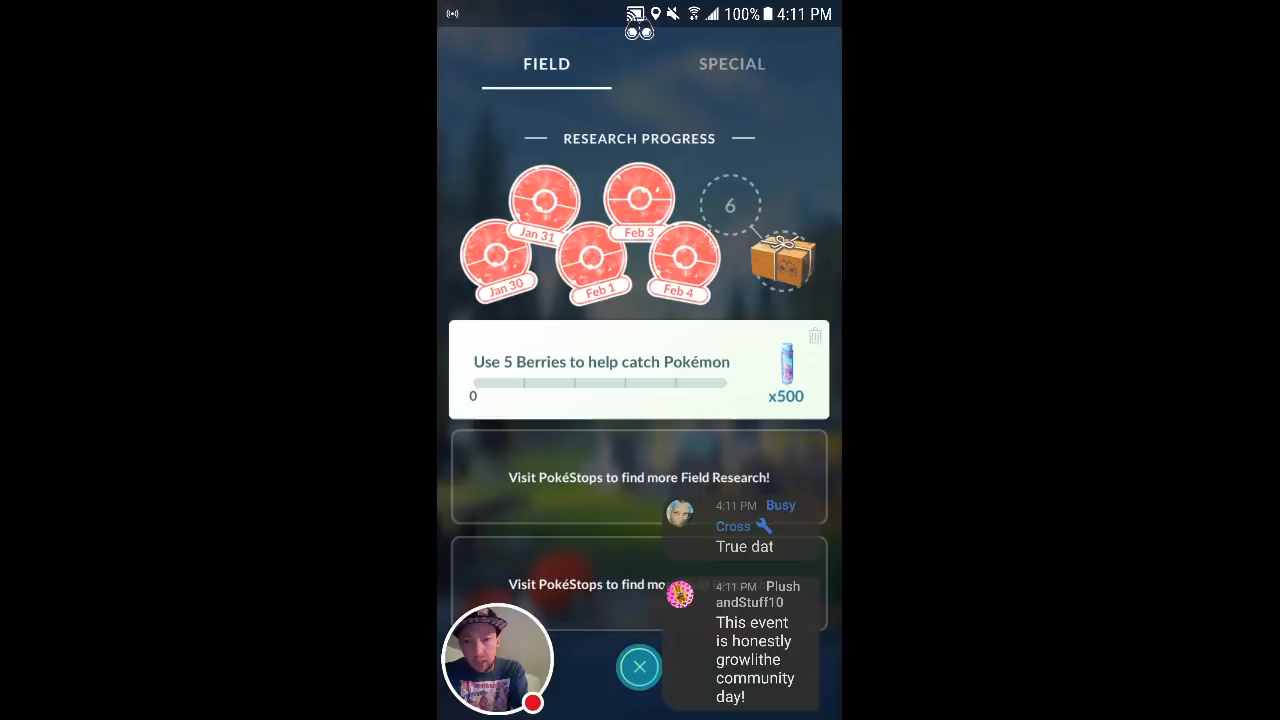 100% 4:11 PM
FIELD SPECIAL
RESEARCH PROGRESS
Jan 31 Feb 3 6
Jan 30 Feb 1 Feb 4
Use 5 Berries to help catch Pokémon
0 x500
Visit PokéStops to find more Field Research!
4:11 PM Busy
Cross
True dat
Visit PokéStops to find
4:11 PM Plush
andStuff10
This event
is honestly
growlithe
community
day!